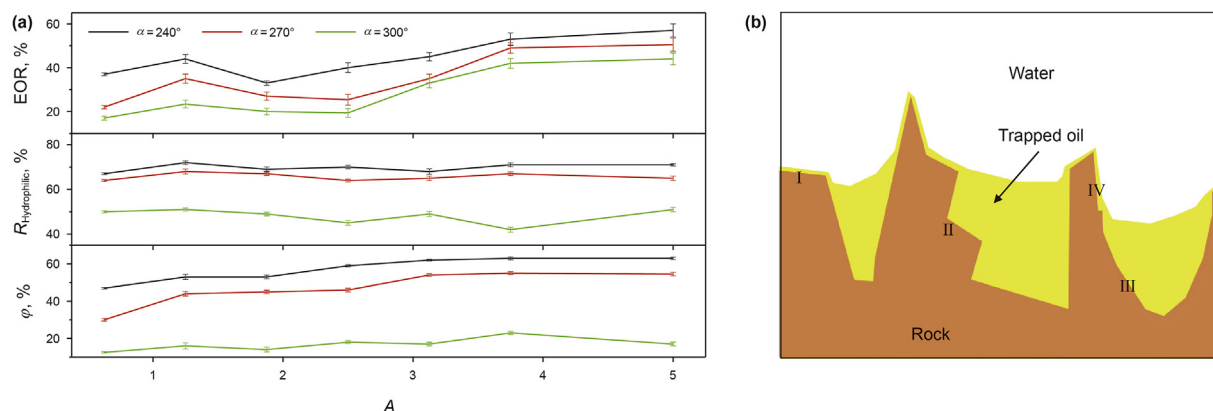 (a)
α = 240° α = 270° α = 300°
EOR, %
60
40
20
R_Hydrophilic, %
80
60
40
φ, %
60
40
20
1 2 3 4 5
A
(b)
Water
Trapped oil
I
IV
II
III
Rock